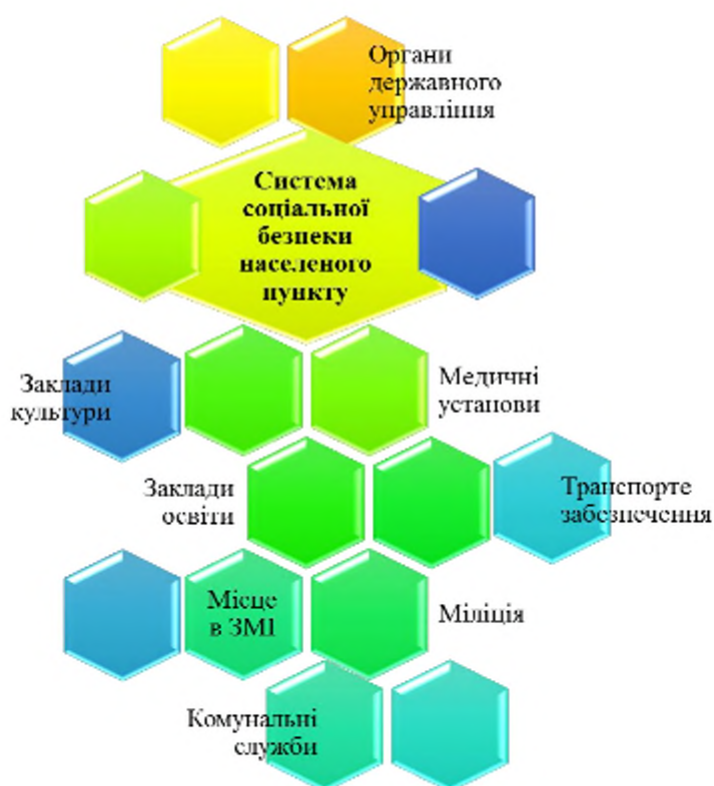 Органи
державного
управління
Система
соціальної
безпеки
населеного
пункту
Заклади
культури
Медичні
установи
Заклади
освіти
Транспорте
забезпечення
Місце
в ЗМІ
Міліція
Комунальні
служби